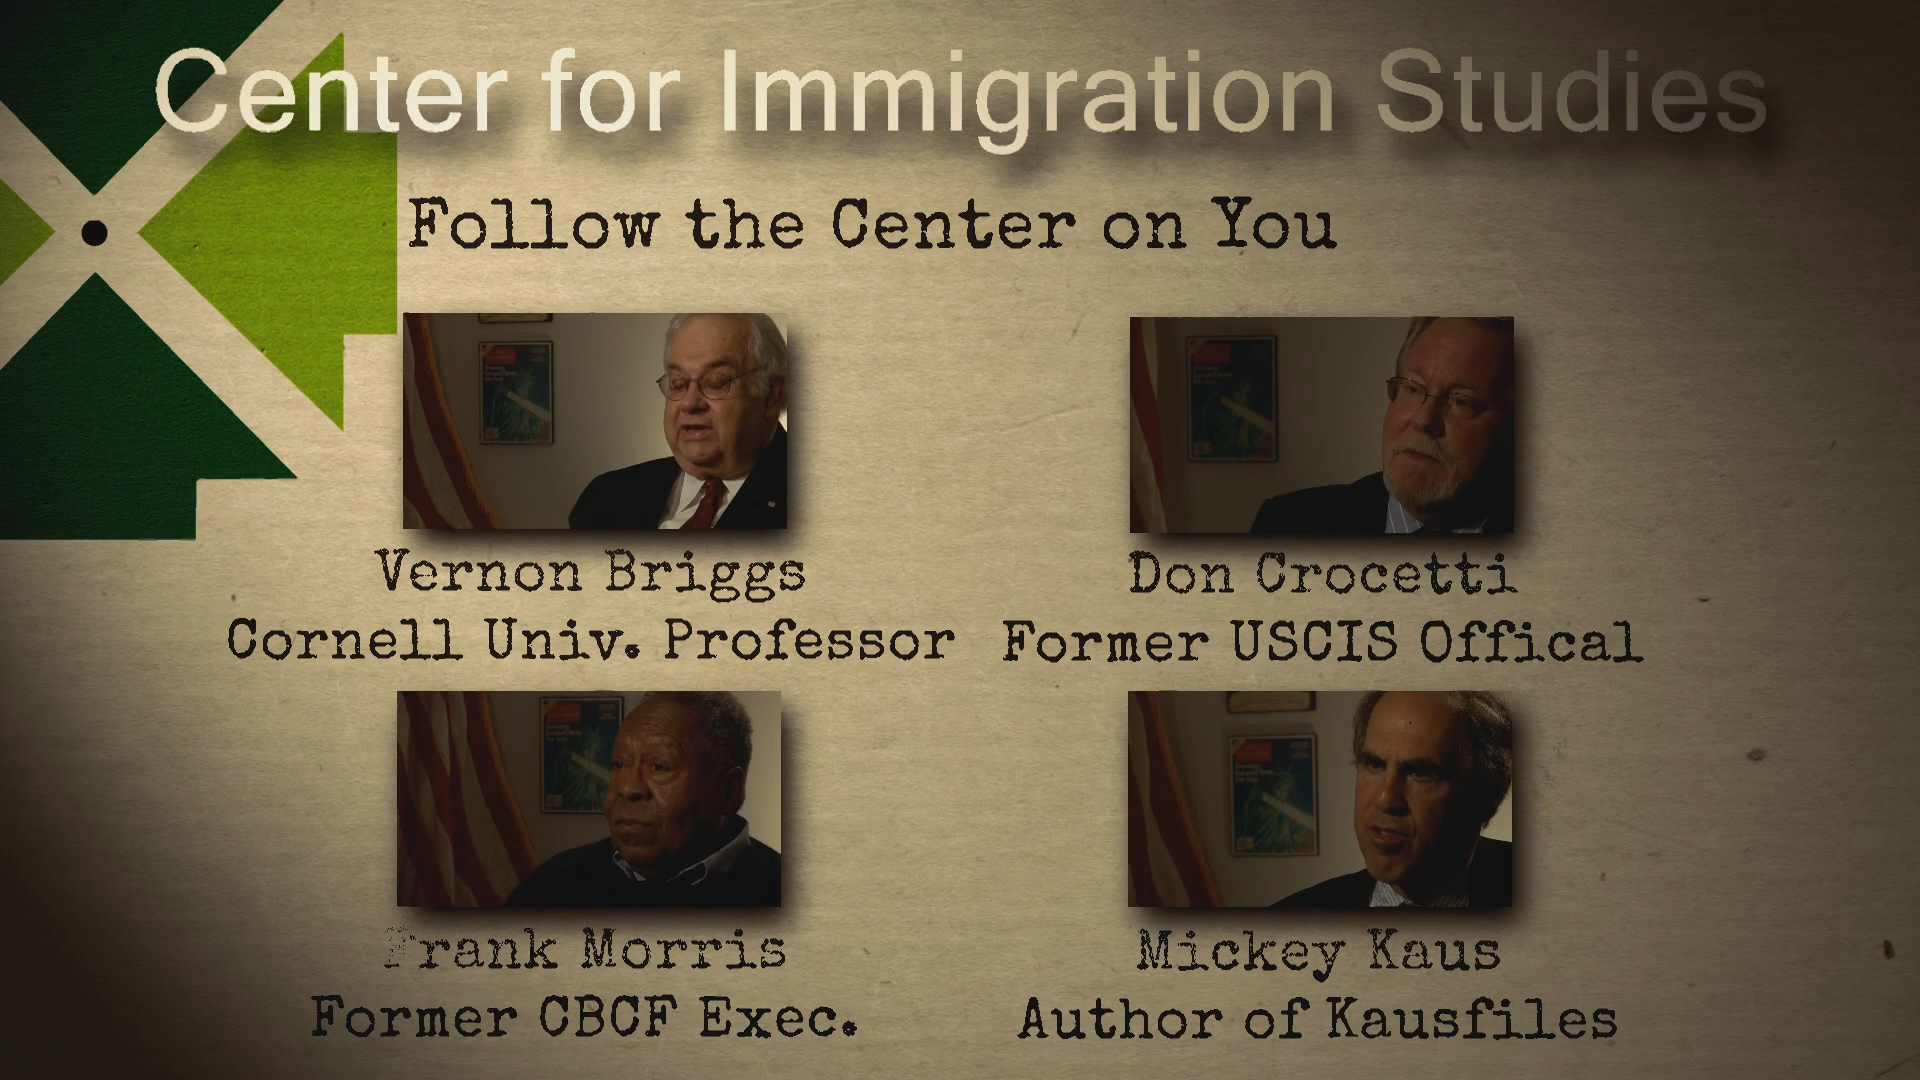 Center for Immigration Studies
Follow the Center on You
Vernon Briggs
Cornell Univ. Professor
Don Crocetti
Former USCIS Offical
Frank Morris
Former CBCF Exec.
Mickey Kaus
Author of Kausfiles